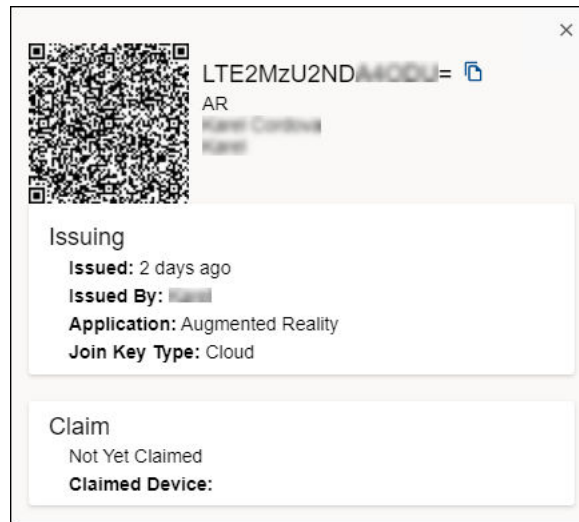 LTE2MzU2ND =
AR
Issuing
Issued: 2 days ago
Issued By:
Application: Augmented Reality
Join Key Type: Cloud
Claim
Not Yet Claimed
Claimed Device: